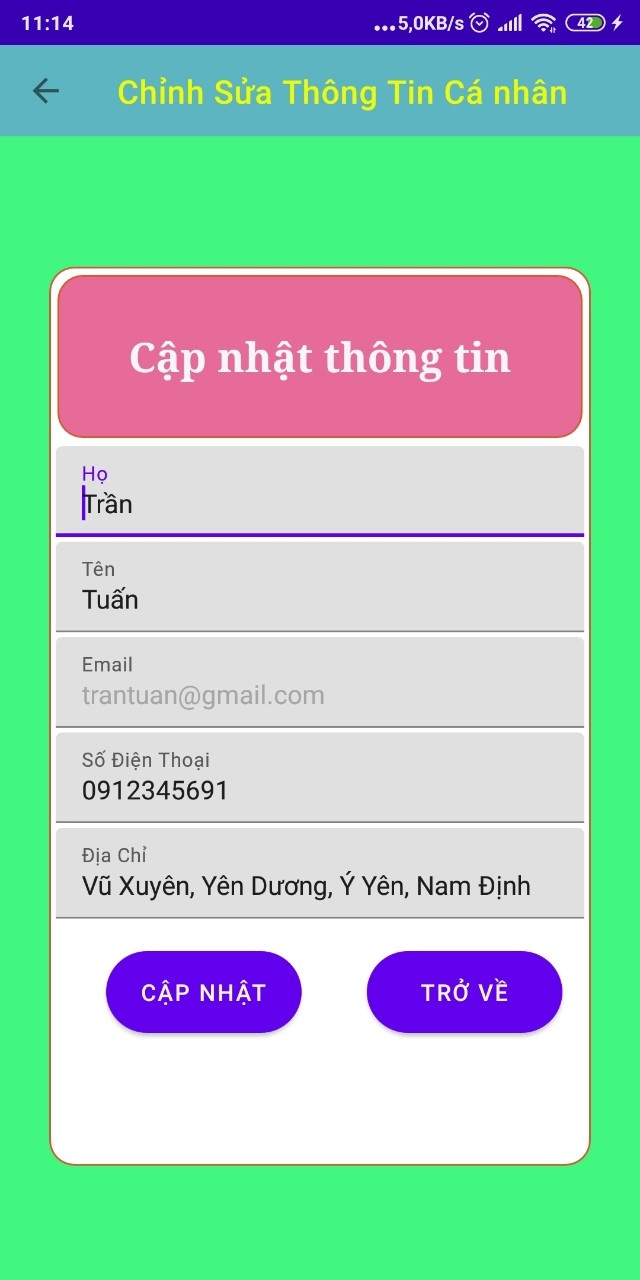 11:14
...5,0KB/s 42
Chỉnh Sửa Thông Tin Cá nhân
Cập nhật thông tin
Họ
Trần
Tên
Tuấn
Email
trantuan@gmail.com
Số Điện Thoại
0912345691
Địa Chỉ
Vũ Xuyên, Yên Dương, Ý Yên, Nam Định
CẬP NHẬT
TRỞ VỀ